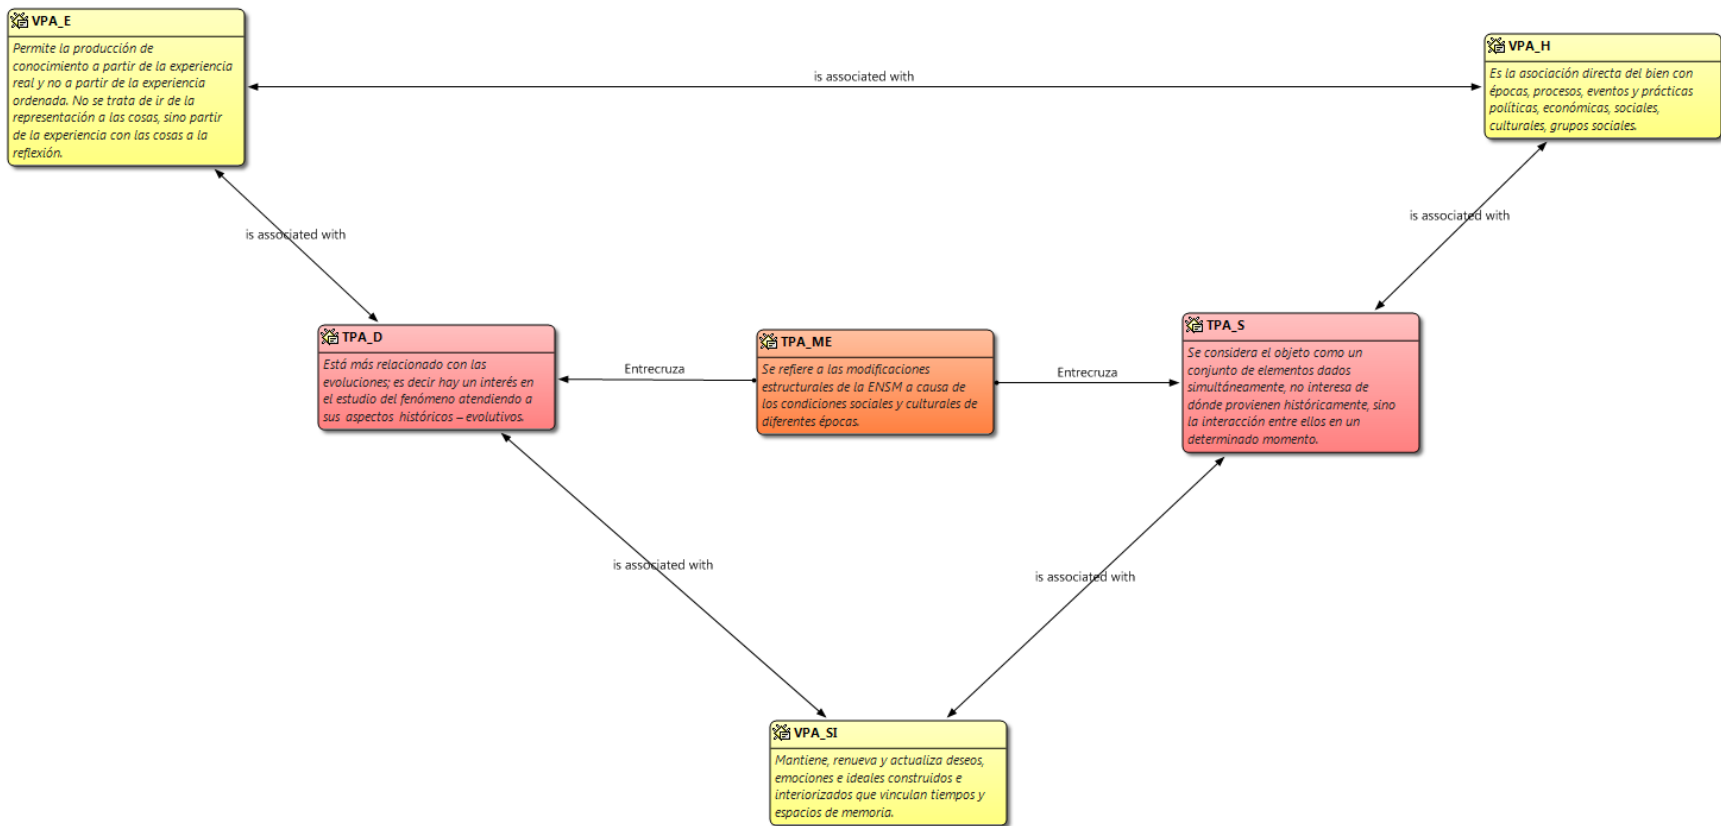 VPA_E
Permite la producción de
conocimiento a partir de la experiencia
real y no a partir de la experiencia
ordenada. No se trata de ir de la
representación a las cosas, sino partir
de la experiencia con las cosas a la
reflexión.
is associated with
VPA_H
Es la asociación directa del bien con
épocas, procesos, eventos y prácticas
políticas, económicas, sociales,
culturales, grupos sociales.
is associated with
is associated with
TPA_D
Está más relacionado con las
evoluciones; es decir hay un interés en
el estudio del fenómeno atendiendo a
sus aspectos históricos – evolutivos.
Entrecruza
TPA_ME
Se refiere a las modificaciones
estructurales de la ENSM a causa de
los condiciones sociales y culturales de
diferentes épocas.
Entrecruza
TPA_S
Se considera el objeto como un
conjunto de elementos dados
simultáneamente, no interesa de
dónde provienen históricamente, sino
la interacción entre ellos en un
determinado momento.
is associated with
is associated with
VPA_SI
Mantiene, renueva y actualiza deseos,
emociones e ideales construidos e
interiorizados que vinculan tiempos y
espacios de memoria.